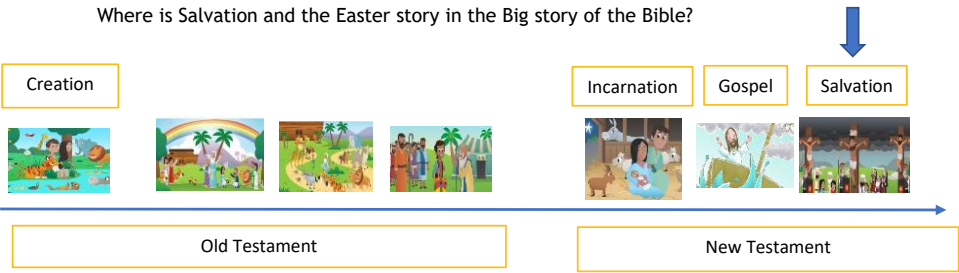 Where is Salvation and the Easter story in the Big story of the Bible?
Creation
Incarnation
Gospel
Salvation
Old Testament
New Testament